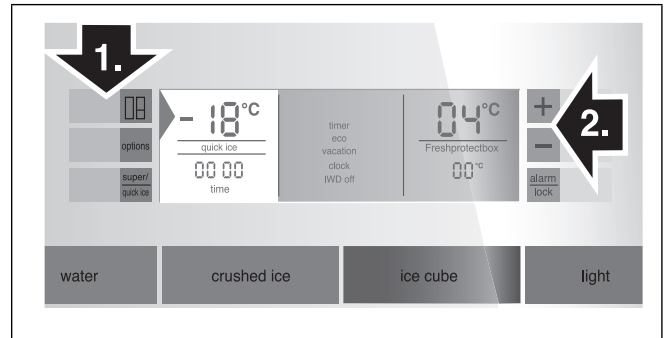 1.
- 18°C
quick ice
00 00
time
timer
eco
vacation
clock
IWD off
04°C
Freshprotectbox
00°C
options
super/
quick ice
+
-
2.
alarm
lock
water
crushed ice
ice cube
light